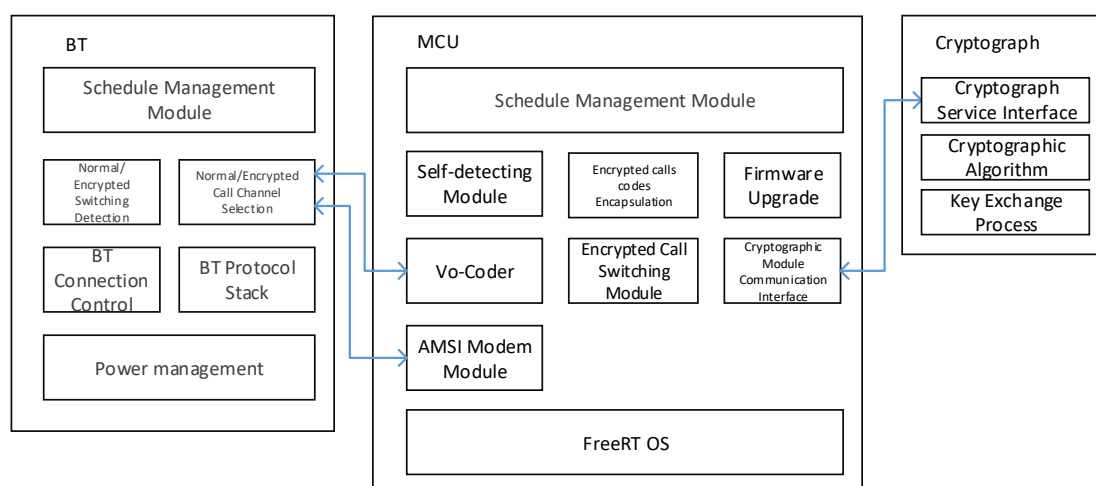 BT
Schedule Management
Module
Normal/
Encrypted
Switching
Detection
Normal/Encrypted
Call Channel
Selection
BT
Connection
Control
BT Protocol
Stack
Power management
MCU
Schedule Management Module
Self-detecting
Module
Encrypted calls
codes
Encapsulation
Firmware
Upgrade
Vo-Coder
Encrypted Call
Switching
Module
Cryptographic
Module
Communication
Interface
AMSI Modem
Module
FreeRT OS
Cryptograph
Cryptograph
Service Interface
Cryptographic
Algorithm
Key Exchange
Process